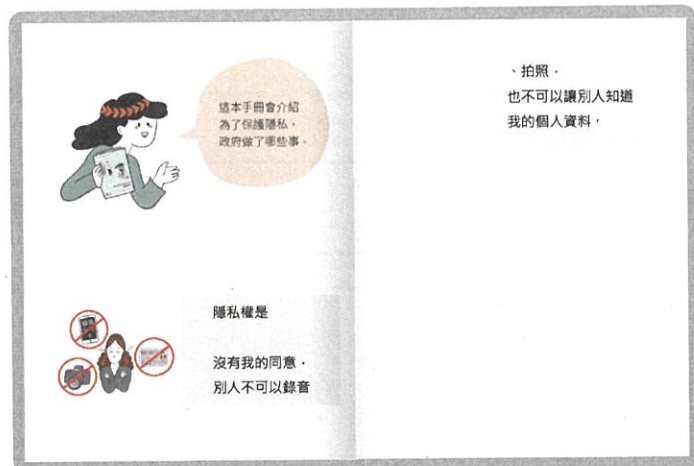 這本手冊會介紹
為了保護隱私，
政府做了哪些事。
隱私權是
沒有我的同意，
別人不可以錄音
、拍照，
也不可以讓別人知道
我的個人資料，